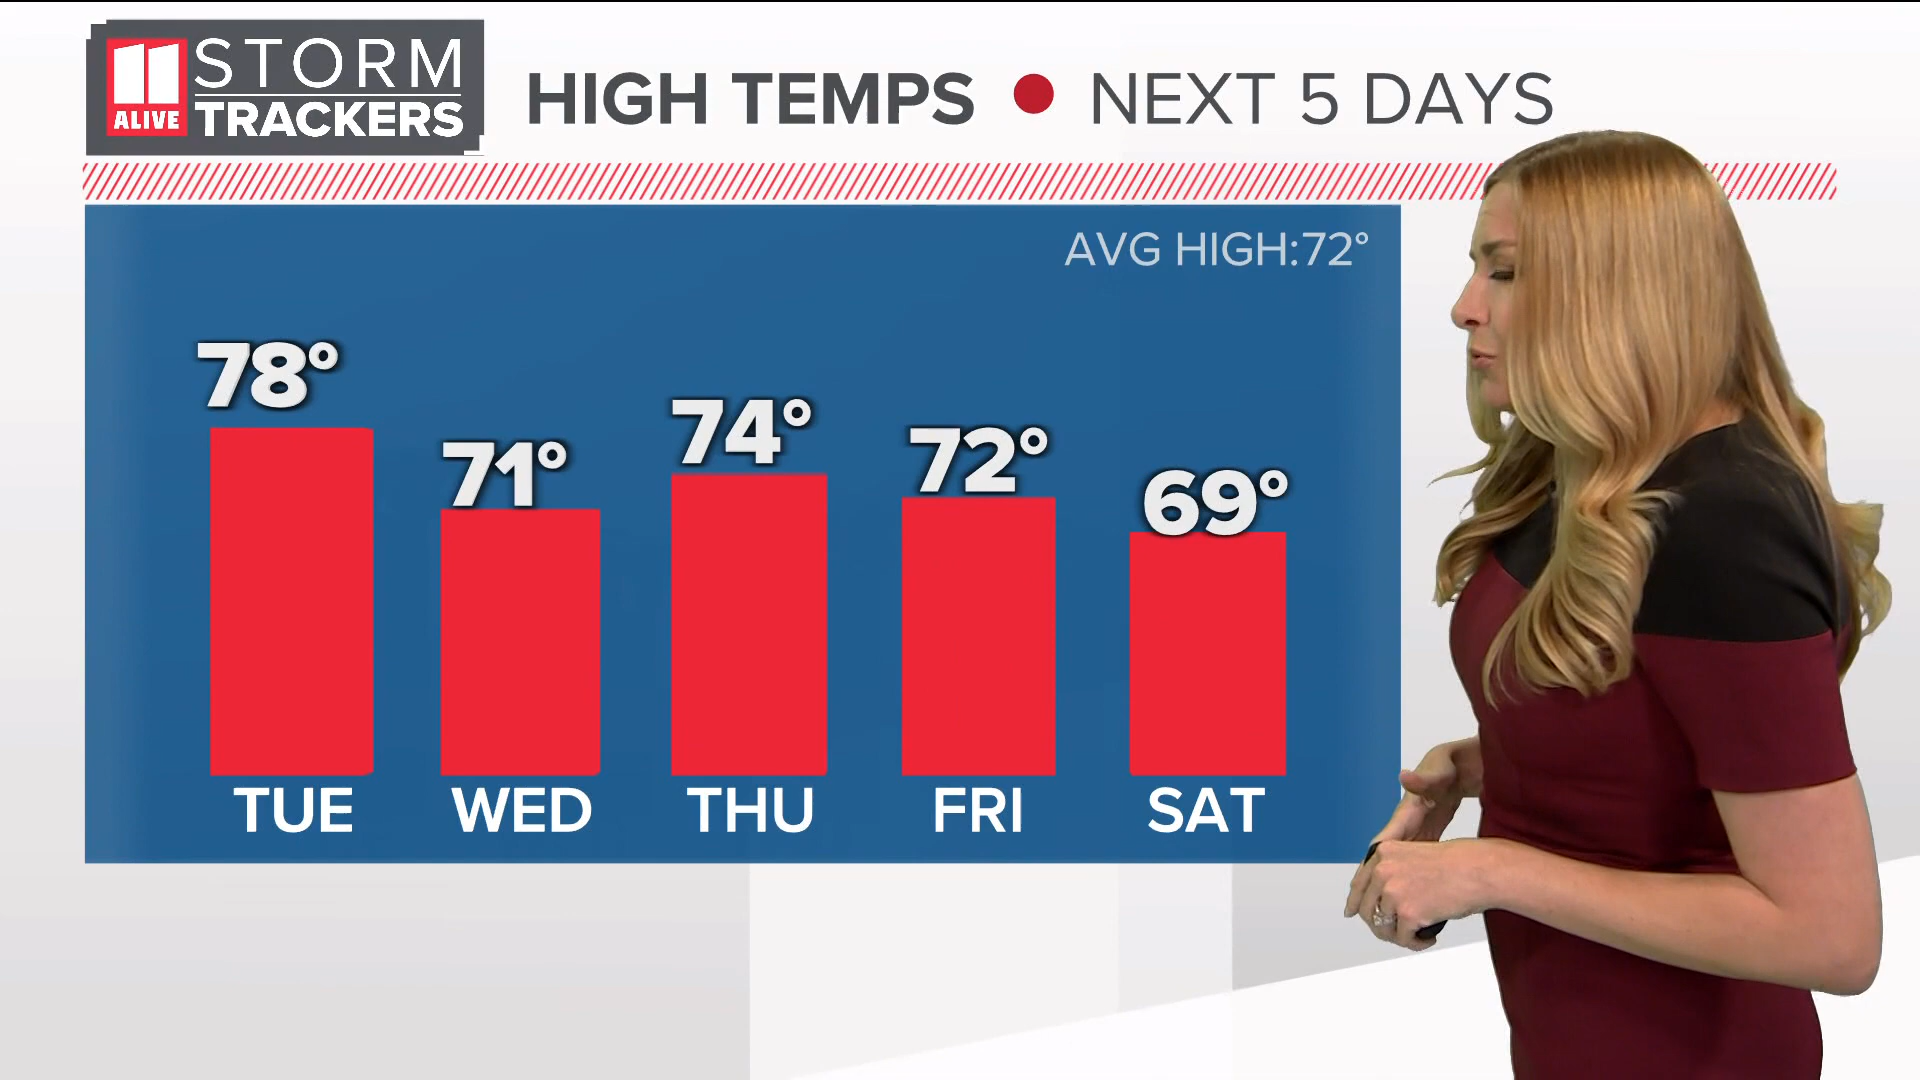 11 ALIVE
STORM
TRACKERS
HIGH TEMPS • NEXT 5 DAYS
AVG HIGH:72°
78° 71° 74° 72° 69°
TUE WED THU FRI SAT